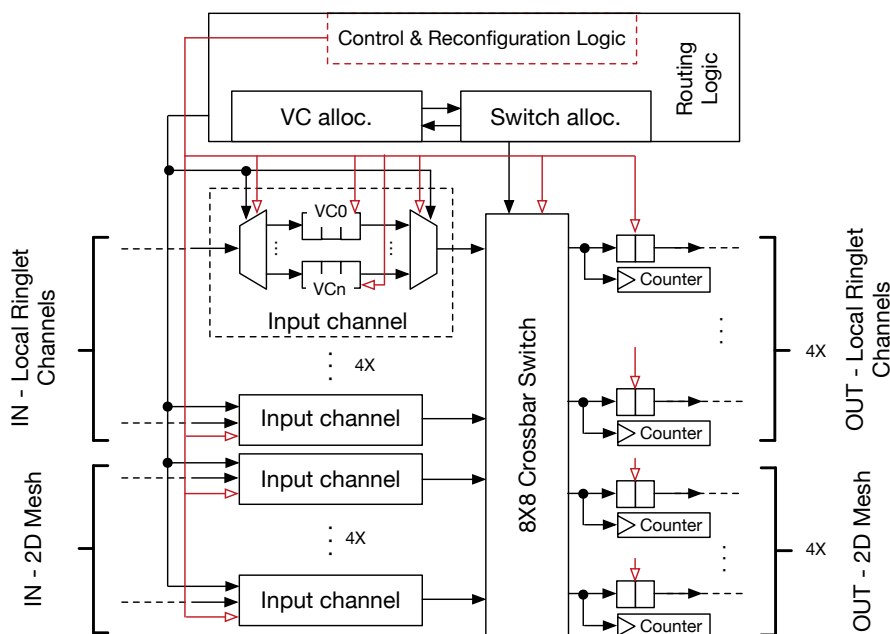 Control & Reconfiguration Logic
Routing
Logic
VC alloc.
Switch alloc.
VC0
...
...
VCn
Input channel
IN - Local Ringlet
Channels
... 4X
Input channel
Input channel
IN - 2D Mesh
... 4X
Input channel
8X8 Crossbar Switch
Counter
...
4X
OUT - Local Ringlet
Channels
Counter
Counter
...
4X
OUT - 2D Mesh
Counter